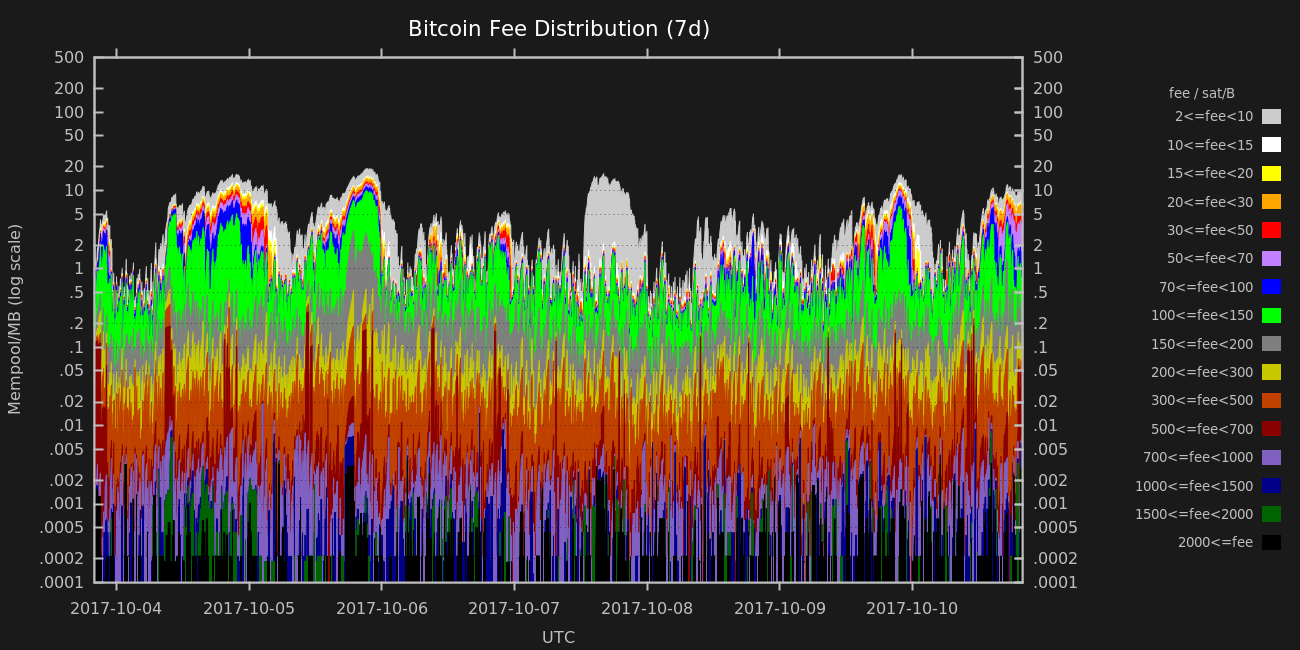 Bitcoin Fee Distribution (7d)
500
200
100
50
20
10
5
2
1
.5
.2
.1
.05
.02
.01
.005
.002
.001
.0005
.0002
.0001
Mempool/MB (log scale)
500
200
100
50
20
10
5
2
1
.5
.2
.1
.05
.02
.01
.005
.002
.001
.0005
.0002
.0001
2017-10-04 2017-10-05 2017-10-06 2017-10-07 2017-10-08 2017-10-09 2017-10-10
UTC
fee / sat/B
2<=fee<10
10<=fee<15
15<=fee<20
20<=fee<30
30<=fee<50
50<=fee<70
70<=fee<100
100<=fee<150
150<=fee<200
200<=fee<300
300<=fee<500
500<=fee<700
700<=fee<1000
1000<=fee<1500
1500<=fee<2000
2000<=fee